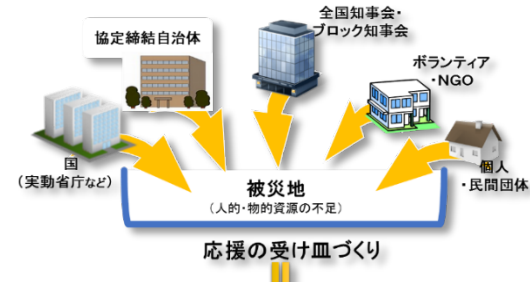 全国知事会・
ブロック知事会
協定締結自治体
ボランティア
・NGO
国
（実動省庁など）
個人
・民間団体
被災地
（人的・物的資源の不足）
応援の受け皿づくり